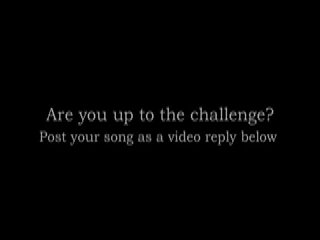 Are you up to the challenge?
Post your song as a video reply below